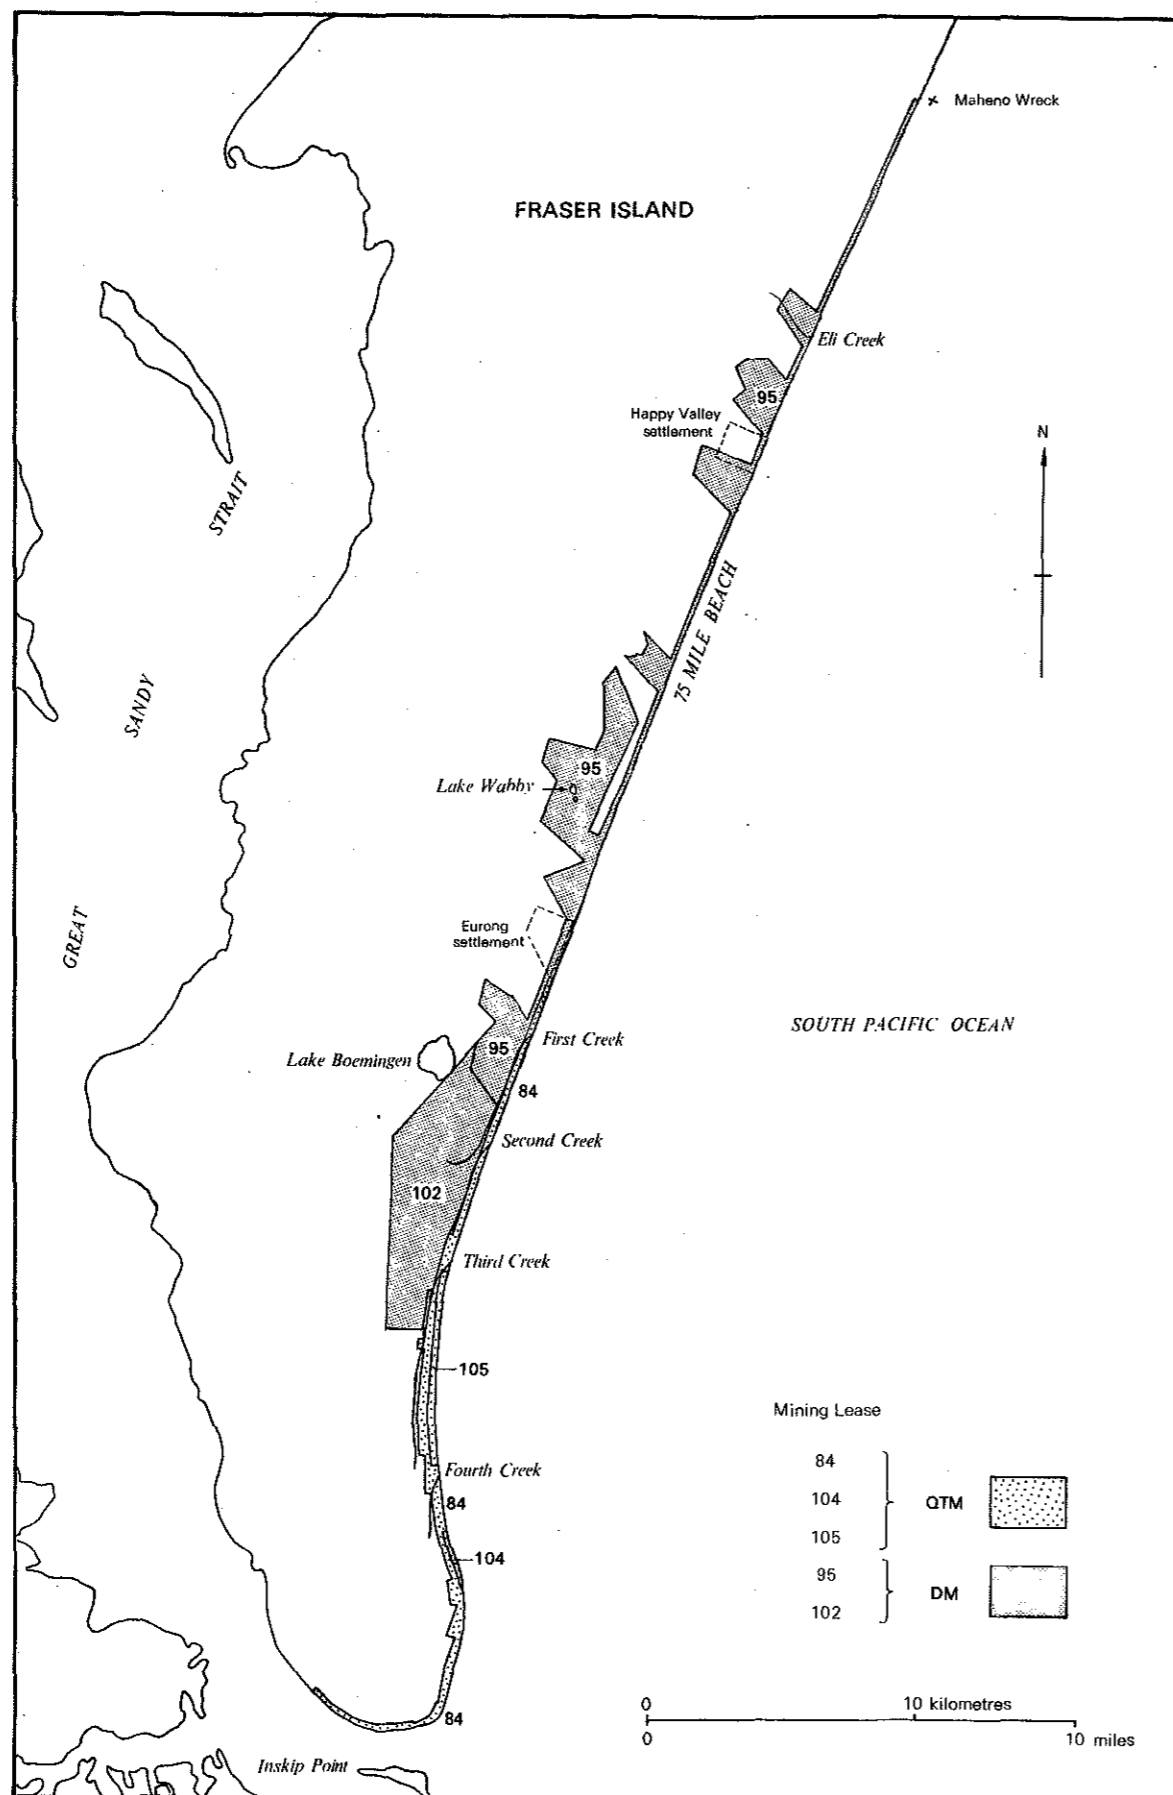 Maheno Wreck
FRASER ISLAND
Eli Creek
95
Happy Valley
settlement
N
STRAIT
75 MILE BEACH
SANDY
95
Lake Wabby
GREAT
Eurong
settlement
SOUTH PACIFIC OCEAN
First Creek
95
Lake Boemingen
84
Second Creek
102
Third Creek
105
Mining Lease
84
Fourth Creek
104
QTM
84
105
104
95
DM
102
0
10 kilometres
84
0
10 miles
Inskip Point